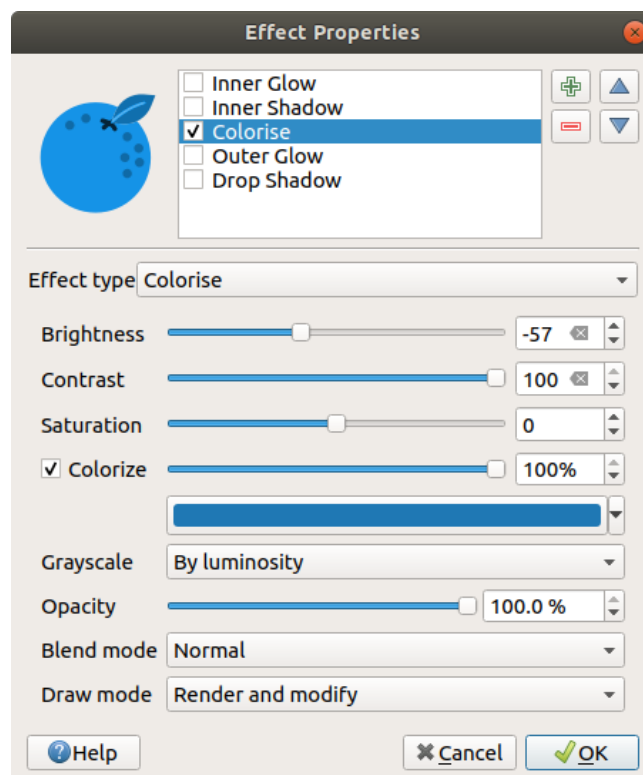 Effect Properties
Inner Glow
Inner Shadow
Colorise
Outer Glow
Drop Shadow
Effect type Colorise
Brightness -57
Contrast 100
Saturation 0
Colorize 100%
Grayscale By luminosity
Opacity 100.0 %
Blend mode Normal
Draw mode Render and modify
?Help Cancel OK